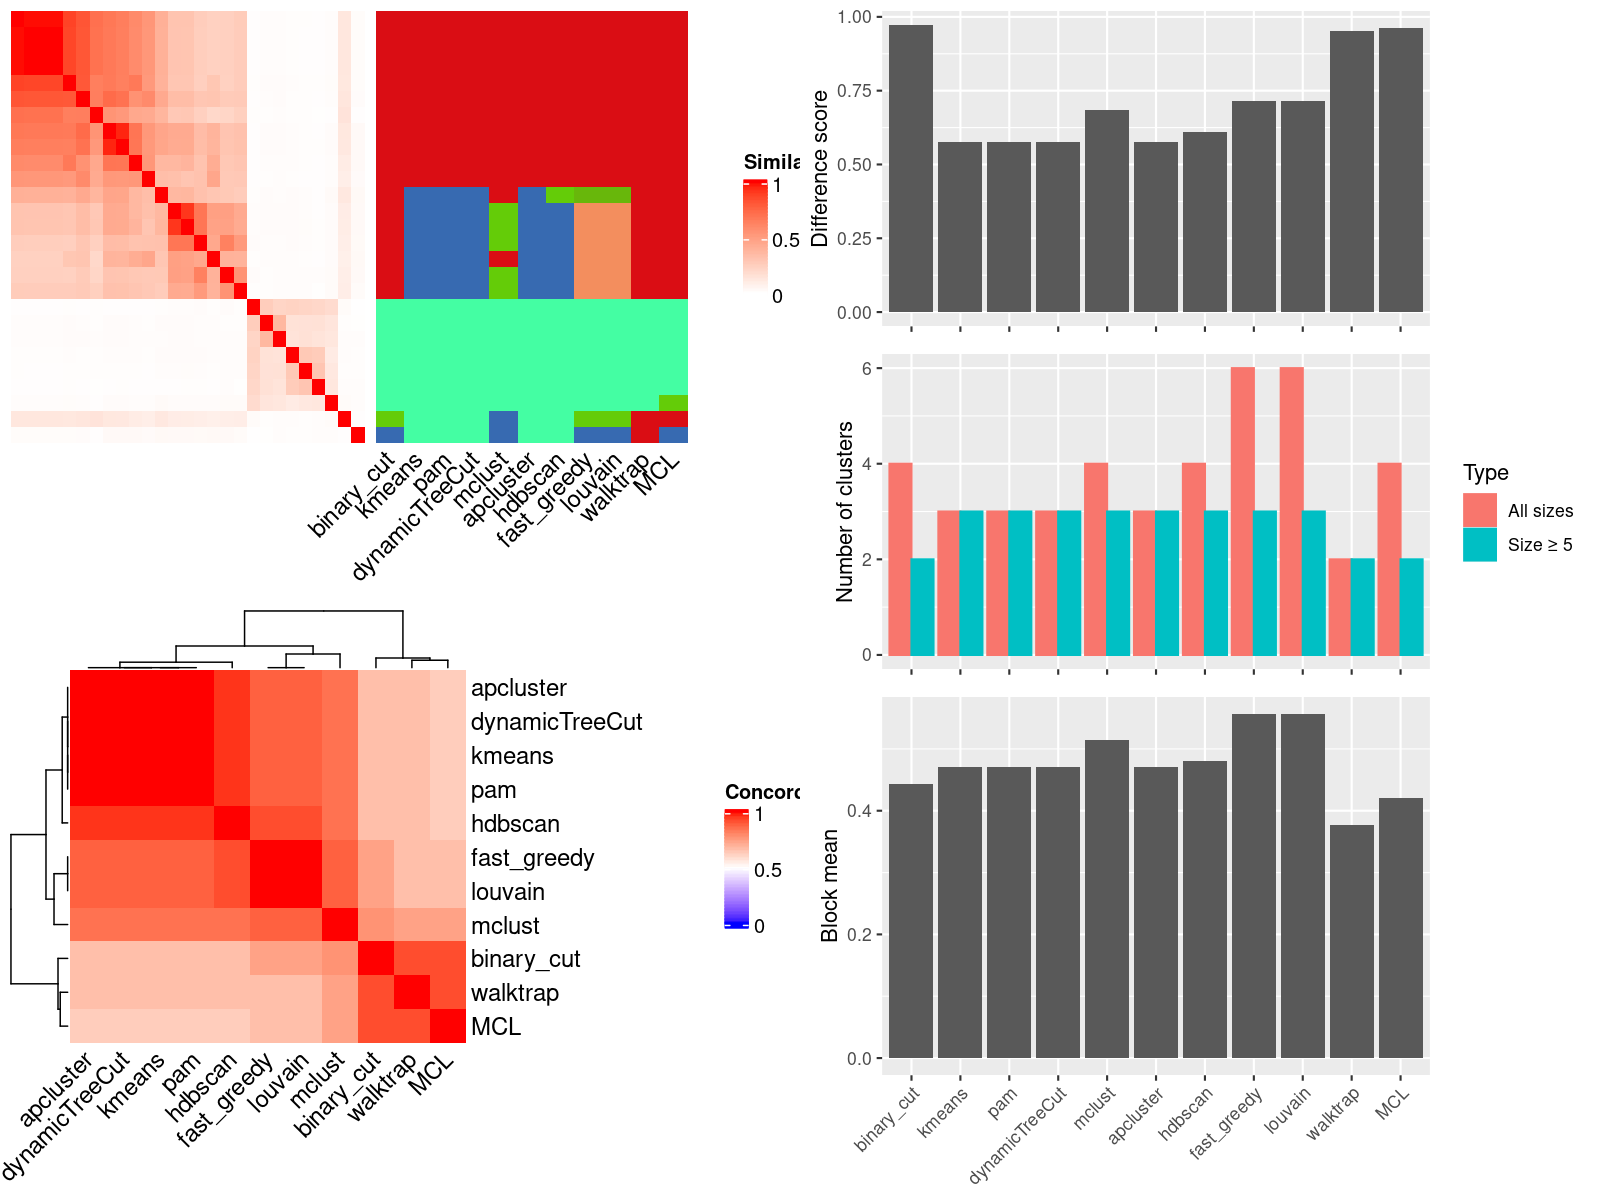 Simila
1
0.5
0
binary_cut
kmeans
pam
dynamicTreeCut
mclust
apcluster
hdbscan
fast_greedy
louvain
walktrap
MCL
apcluster
dynamicTreeCut
kmeans
pam
hdbscan
fast_greedy
louvain
mclust
binary_cut
walktrap
MCL
Concord
1
0.5
0
apcluster
dynamicTreeCut
kmeans
pam
hdbscan
fast_greedy
louvain
mclust
binary_cut
walktrap
MCL
Difference score
1.00
0.75
0.50
0.25
0.00
Number of clusters
6
4
2
0
Type
All sizes
Size ≥ 5
Block mean
0.4
0.2
0.0
binary_cut
kmeans
pam
dynamicTreeCut
mclust
apcluster
hdbscan
fast_greedy
louvain
walktrap
MCL